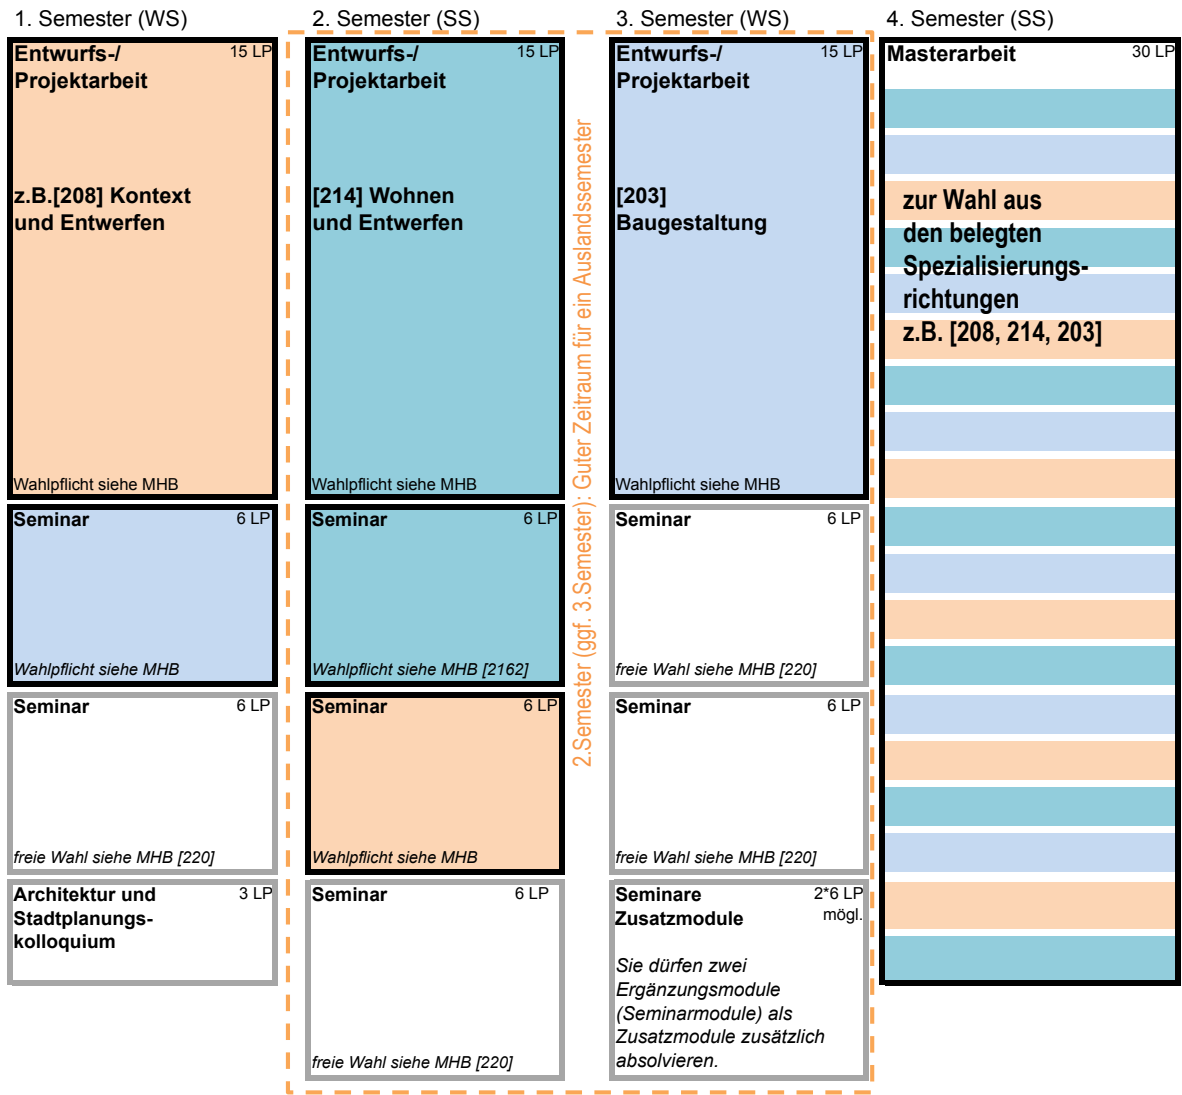 1. Semester (WS)
Entwurfs-/ 15 LP
Projektarbeit
z.B.[208] Kontext
und Entwerfen
Wahlpflicht siehe MHB
Seminar 6 LP
Wahlpflicht siehe MHB
Seminar 6 LP
freie Wahl siehe MHB [220]
Architektur und 3 LP
Stadtplanungs-
kolloquium
2. Semester (SS)
Entwurfs-/ 15 LP
Projektarbeit
[214] Wohnen
und Entwerfen
Wahlpflicht siehe MHB
Seminar 6 LP
Wahlpflicht siehe MHB [2162]
Seminar 6 LP
Wahlpflicht siehe MHB
Seminar 6 LP
freie Wahl siehe MHB [220]
2.Semester (ggf. 3.Semester): Guter Zeitraum für ein Auslandssemester
3. Semester (WS)
Entwurfs-/ 15 LP
Projektarbeit
[203]
Baugestaltung
Wahlpflicht siehe MHB
Seminar 6 LP
freie Wahl siehe MHB [220]
Seminar 6 LP
freie Wahl siehe MHB [220]
Seminare 2*6 LP
Zusatzmodule mögl.
Sie dürfen zwei
Ergänzungsmodule
(Seminarmodule) als
Zusatzmodule zusätzlich
absolvieren.
4. Semester (SS)
Masterarbeit 30 LP
zur Wahl aus
den belegten
Spezialisierungs-
richtungen
z.B. [208, 214, 203]